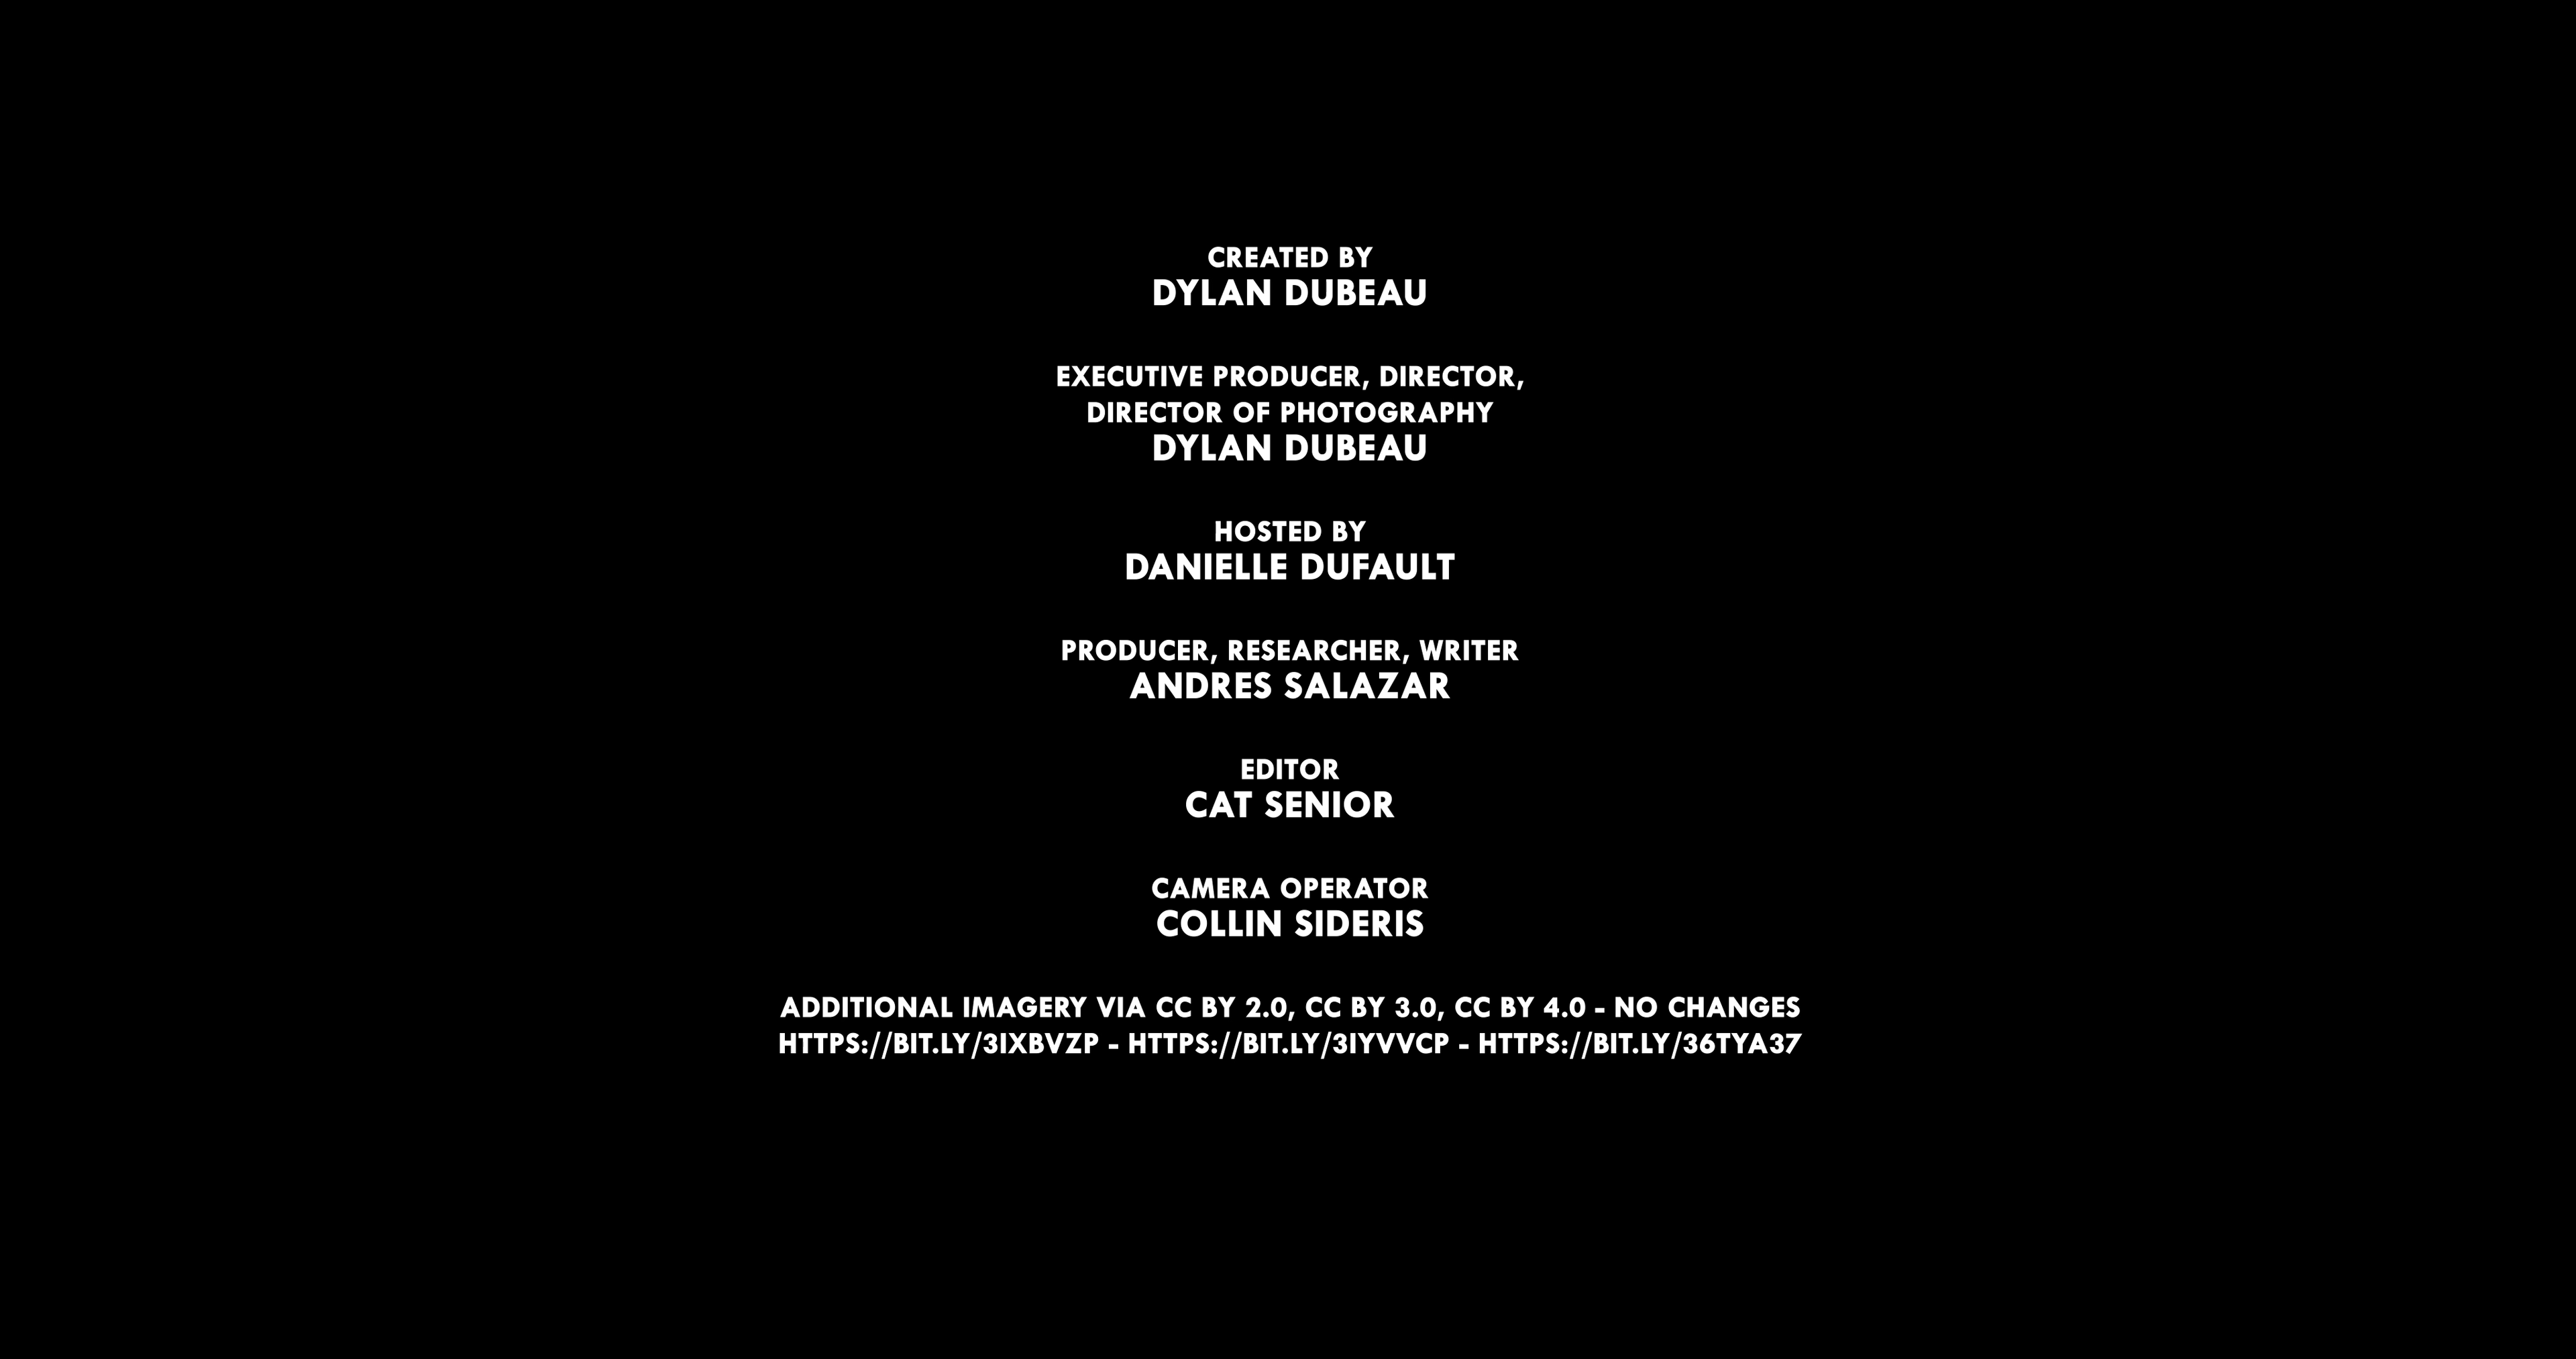 CREATED BY
DYLAN DUBEAU
EXECUTIVE PRODUCER, DIRECTOR,
DIRECTOR OF PHOTOGRAPHY
DYLAN DUBEAU
HOSTED BY
DANIELLE DUFAULT
PRODUCER, RESEARCHER, WRITER
ANDRES SALAZAR
EDITOR
CAT SENIOR
CAMERA OPERATOR
COLLIN SIDERIS
ADDITIONAL IMAGERY VIA CC BY 2.0, CC BY 3.0, CC BY 4.0 - NO CHANGES
HTTPS://BIT.LY/3IXBVZP - HTTPS://BIT.LY/3IYVVCP - HTTPS://BIT.LY/36TYA37